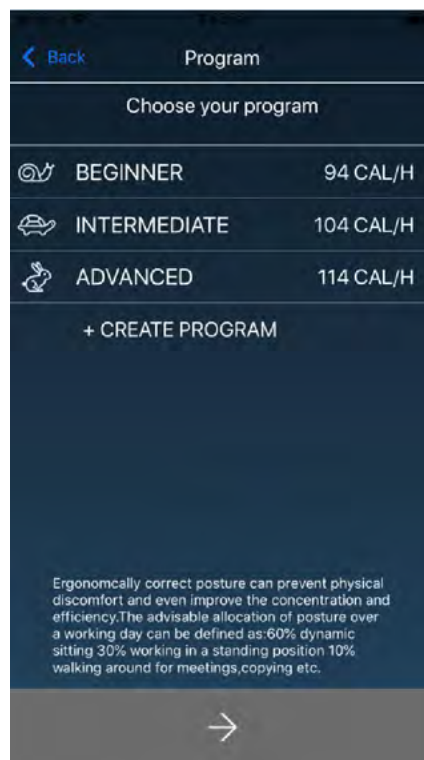 Back Program
Choose your program
BEGINNER 94 CAL/H
INTERMEDIATE 104 CAL/H
ADVANCED 114 CAL/H
+ CREATE PROGRAM
Ergonomcally correct posture can prevent physical
discomfort and even improve the concentration and
efficiency.The advisable allocation of posture over
a working day can be defined as:60% dynamic
sitting 30% working in a standing position 10%
walking around for meetings,copying etc.